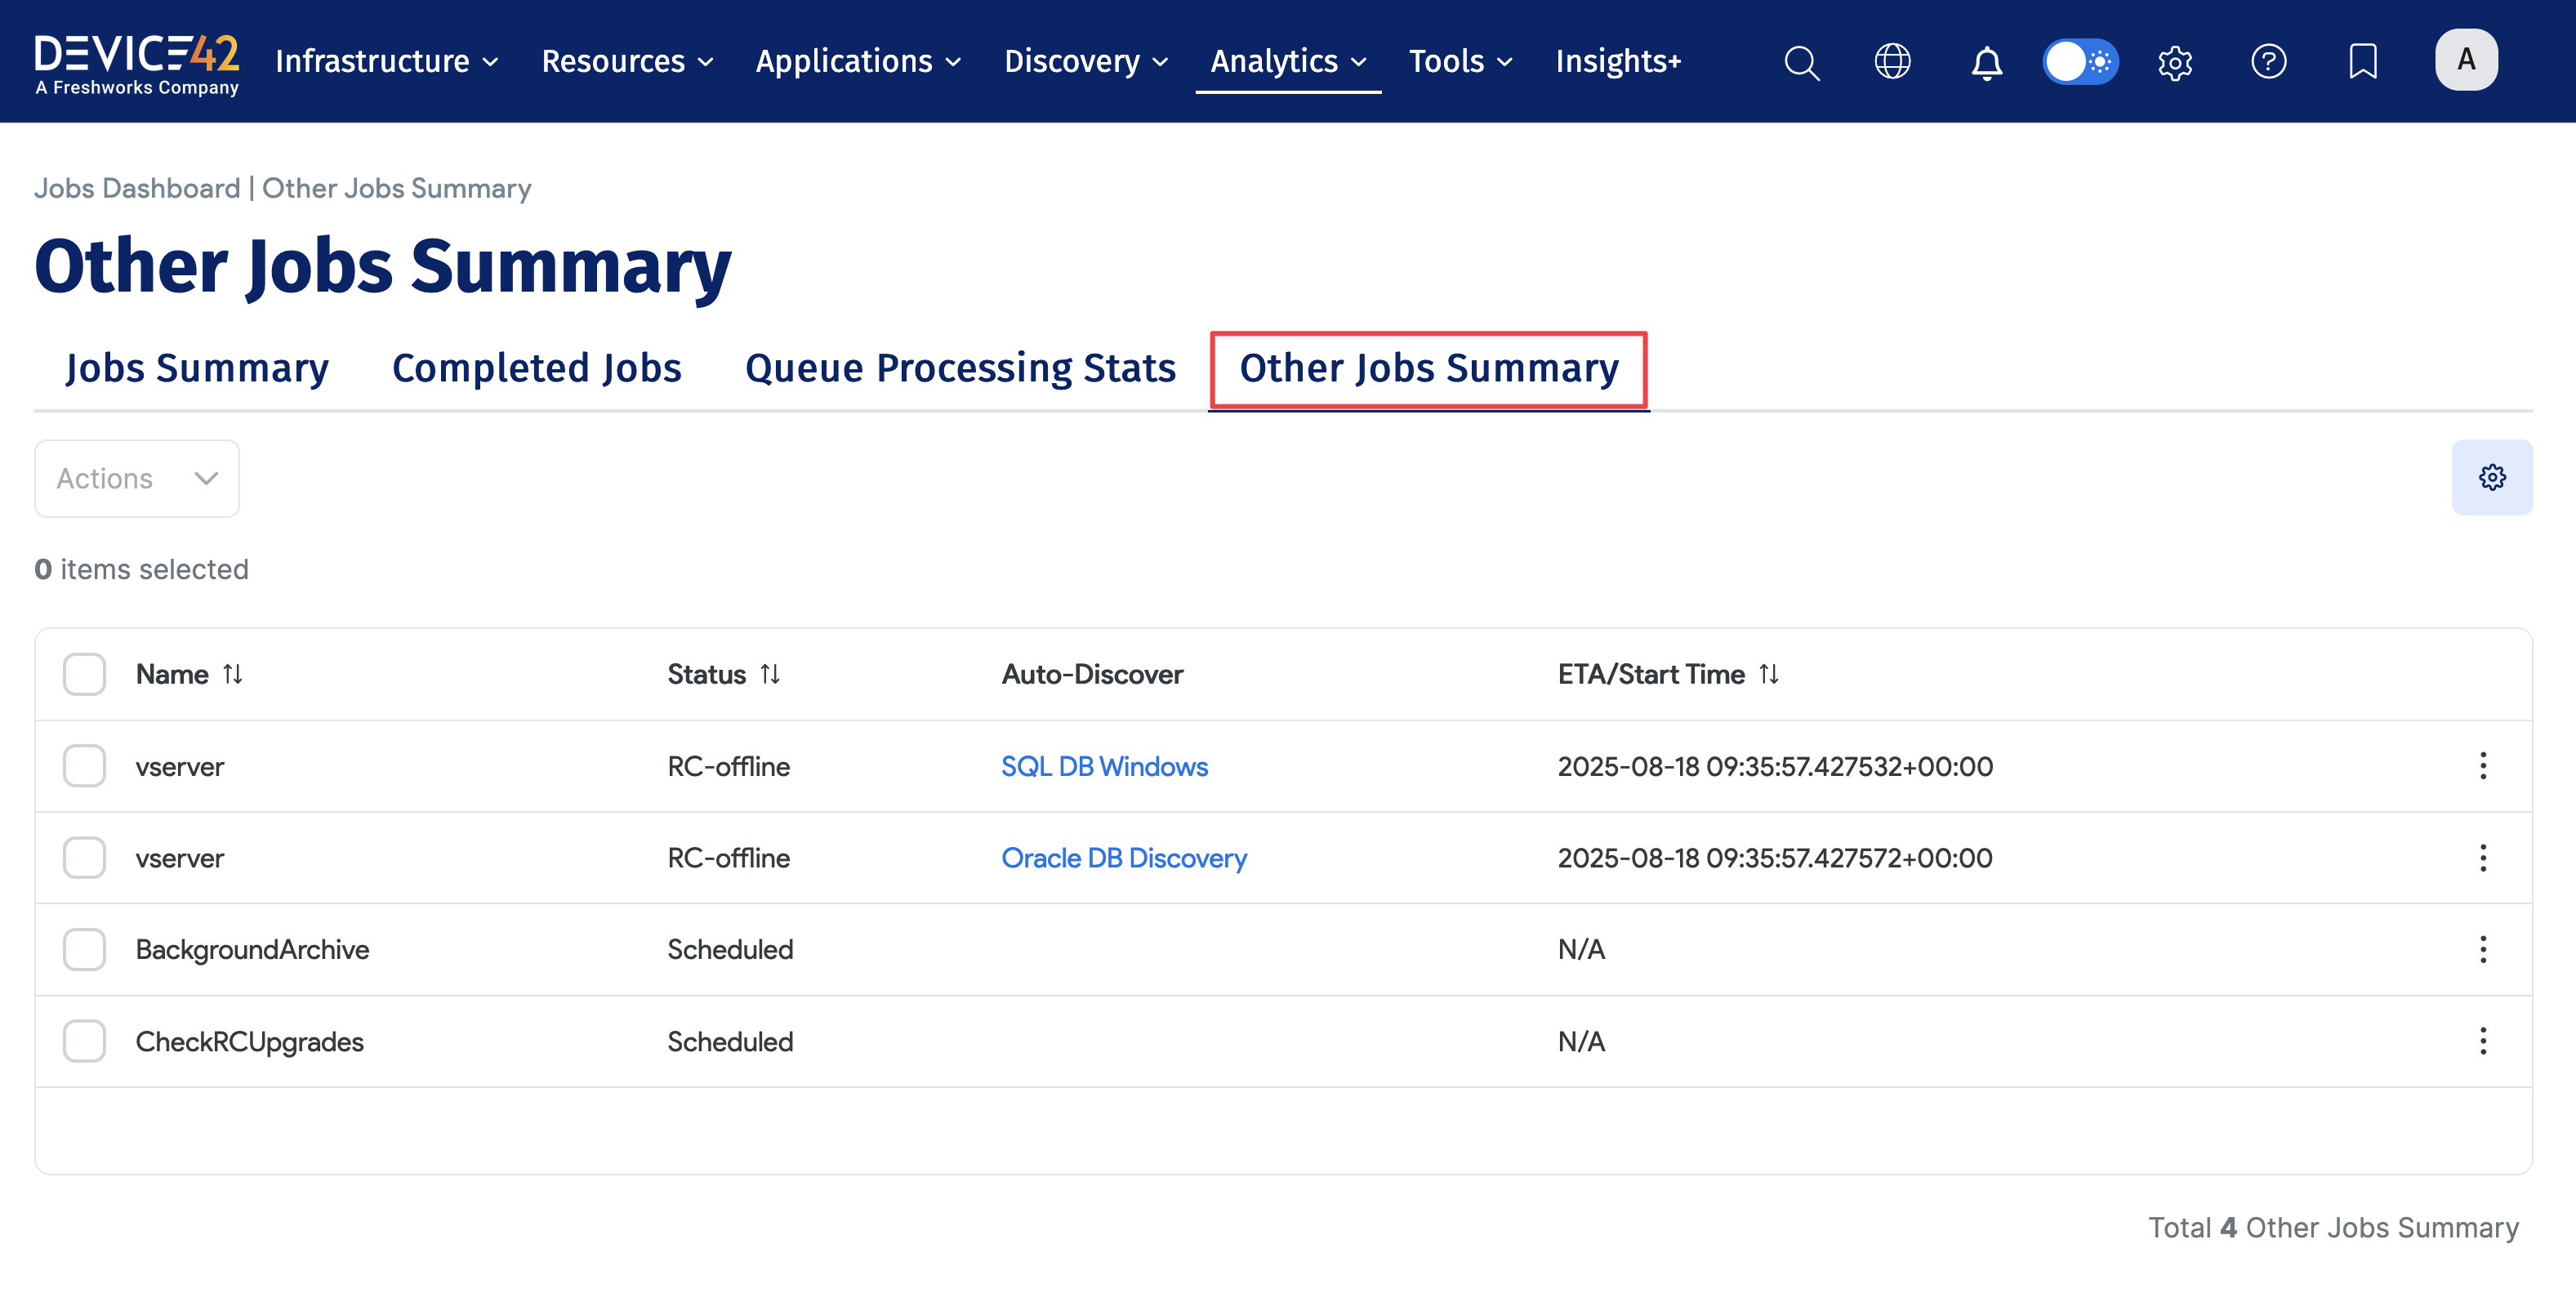 DEVICE42
A Freshworks Company
Infrastructure Resources Applications Discovery Analytics Tools Insights+
A
Jobs Dashboard | Other Jobs Summary
Other Jobs Summary
Jobs Summary Completed Jobs Queue Processing Stats Other Jobs Summary
Actions
0 items selected
Name Status Auto-Discover ETA/Start Time
vserver RC-offline SQL DB Windows 2025-08-18 09:35:57.427532+00:00
vserver RC-offline Oracle DB Discovery 2025-08-18 09:35:57.427572+00:00
BackgroundArchive Scheduled N/A
CheckRCUpgrades Scheduled N/A
Total 4 Other Jobs Summary